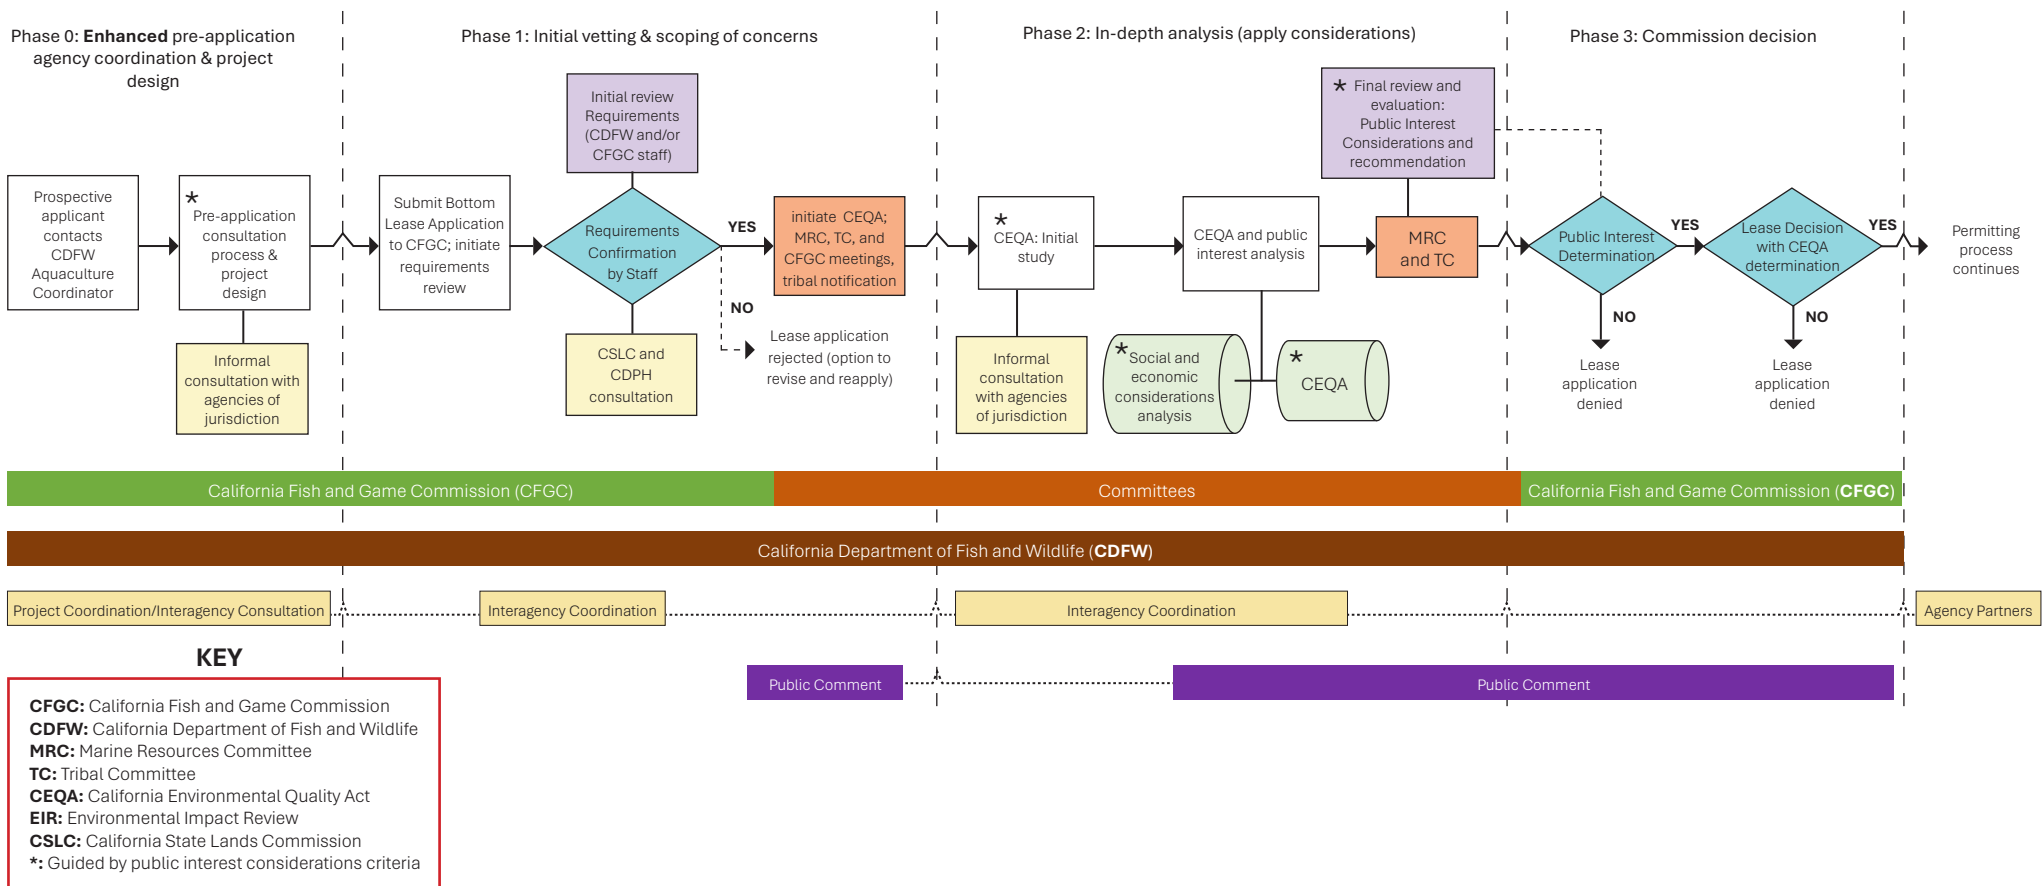 Phase 0: Enhanced pre-application
agency coordination & project
design
Phase 1: Initial vetting & scoping of concerns
Phase 2: In-depth analysis (apply considerations)
Phase 3: Commission decision
Prospective
applicant
contacts
CDFW
Aquaculture
Coordinator
*
Pre-application
consultation
process &
project
design
Informal
consultation with
agencies of
jurisdiction
Submit Bottom
Lease Application
to CFGC; initiate
requirements
review
Initial review
Requirements
(CDFW and/or
CFGC staff)
Requirements
Confirmation
by Staff
CSLC and
CDPH
consultation
YES
NO
Lease application
rejected (option to
revise and reapply)
initiate CEQA;
MRC, TC, and
CFGC meetings,
tribal notification
*
CEQA: Initial
study
Informal
consultation
with agencies
of jurisdiction
CEQA and public
interest analysis
* Social and
economic
considerations
analysis
*
CEQA
* Final review and
evaluation:
Public Interest
Considerations and
recommendation
MRC
and TC
Public Interest
Determination
YES
NO
Lease
application
denied
Lease Decision
with CEQA
determination
YES
NO
Lease
application
denied
Permitting
process
continues
California Fish and Game Commission (CFGC)
Committees
California Fish and Game Commission (CFGC)
California Department of Fish and Wildlife (CDFW)
Project Coordination/Interagency Consultation
Interagency Coordination
Interagency Coordination
Agency Partners
Public Comment
Public Comment
KEY
CFGC: California Fish and Game Commission
CDFW: California Department of Fish and Wildlife
MRC: Marine Resources Committee
TC: Tribal Committee
CEQA: California Environmental Quality Act
EIR: Environmental Impact Review
CSLC: California State Lands Commission
*: Guided by public interest considerations criteria